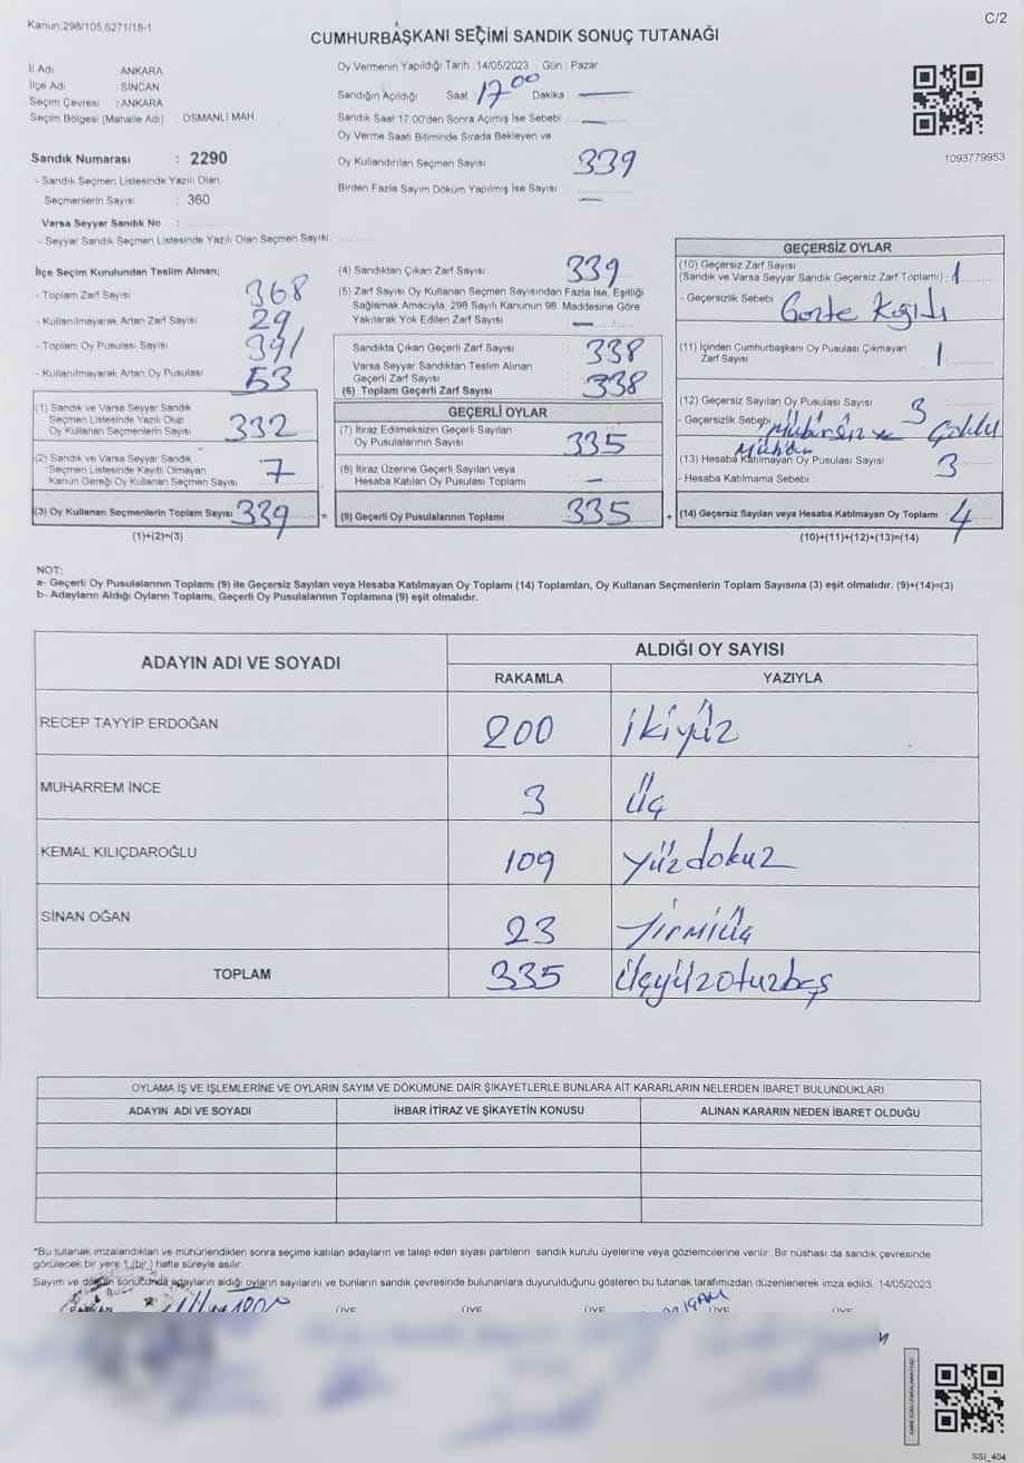 Kanun:298/105,6271/18-1
C/2
CUMHURBAŞKANI SEÇİMİ SANDIK SONUÇ TUTANAĞI
İl Adı : ANKARA
İlçe Adı : SİNCAN
Seçim Çevresi : ANKARA
Seçim Bölgesi (Mahalle Adı) OSMANLI MAH.
Sandık Numarası : 2290
- Sandık Seçmen Listesinde Yazılı Olan
Seçmenlerin Sayısı : 360
Varsa Seyyar Sandık No :
- Seyyar Sandık Seçmen Listesinde Yazılı Olan Seçmen Sayısı:
Oy Vermenin Yapıldığı Tarih :14/05/2023 Gün : Pazar
Sandığın Açıldığı Saat : 17 00 Dakika : —
Sandık Saat 17:00'den Sonra Açılmış İse Sebebi : —
Oy Verme Saati Bitiminde Sırada Bekleyen ve
Oy Kullandırılan Seçmen Sayısı 339
Birden Fazla Sayım Döküm Yapılmış İse Sayısı —
1093779953
İlçe Seçim Kurulundan Teslim Alınan;
- Toplam Zarf Sayısı 368
- Kullanılmayarak Artan Zarf Sayısı 29
- Toplam Oy Pusulası Sayısı 391
- Kullanılmayarak Artan Oy Pusulası 53
(1) Sandık ve Varsa Seyyar Sandık
Seçmen Listesinde Yazılı Olup
Oy Kullanan Seçmenlerin Sayısı 332
(2) Sandık ve Varsa Seyyar Sandık
Seçmen Listesinde Kayıtlı Olmayan
Kanun Gereği Oy Kullanan Seçmen Sayısı 7
(3) Oy Kullanan Seçmenlerin Toplam Sayısı 339
(1)+(2)=(3)
(4) Sandıktan Çıkan Zarf Sayısı 339
(5) Zarf Sayısı Oy Kullanan Seçmen Sayısından Fazla İse, Eşitliği
Sağlamak Amacıyla; 298 Sayılı Kanunun 98. Maddesine Göre
Yakılarak Yok Edilen Zarf Sayısı —
Sandıkta Çıkan Geçerli Zarf Sayısı 338
Varsa Seyyar Sandıktan Teslim Alınan
Geçerli Zarf Sayısı
(6) Toplam Geçerli Zarf Sayısı 338
GEÇERLİ OYLAR
(7) İtiraz Edilmeksizin Geçerli Sayılan
Oy Pusulalarının Sayısı 335
(8) İtiraz Üzerine Geçerli Sayılan veya
Hesaba Katılan Oy Pusulası Toplamı —
= (9) Geçerli Oy Pusulalarının Toplamı 335
GEÇERSİZ OYLAR
(10) Geçersiz Zarf Sayısı
(Sandık ve Varsa Seyyar Sandık Geçersiz Zarf Toplamı) : 1
- Geçersizlik Sebebi
(11) İçinden Cumhurbaşkanı Oy Pusulası Çıkmayan
Zarf Sayısı 1
(12) Geçersiz Sayılan Oy Pusulası Sayısı 3
- Geçersizlik Sebebi Mühürsüz ve Çoklu
Mühür
(13) Hesaba Katılmayan Oy Pusulası Sayısı 3
- Hesaba Katılmama Sebebi
+ (14) Geçersiz Sayılan veya Hesaba Katılmayan Oy Toplamı 4
(10)+(11)+(12)+(13)=(14)
NOT:
a- Geçerli Oy Pusulalarının Toplamı (9) ile Geçersiz Sayılan veya Hesaba Katılmayan Oy Toplamı (14) Toplamları, Oy Kullanan Seçmenlerin Toplam Sayısına (3) eşit olmalıdır. (9)+(14)=(3)
b- Adayların Aldığı Oyların Toplamı, Geçerli Oy Pusulalarının Toplamına (9) eşit olmalıdır.
ADAYIN ADI VE SOYADI
ALDIĞI OY SAYISI
RAKAMLA YAZIYLA
RECEP TAYYİP ERDOĞAN 200 ikiyüz
MUHARREM İNCE 3 üç
KEMAL KILIÇDAROĞLU 109 yüzdokuz
SİNAN OĞAN 23 yirmiüç
TOPLAM 335 üçyüzotuzbeş
OYLAMA İŞ VE İŞLEMLERİNE VE OYLARIN SAYIM VE DÖKÜMÜNE DAİR ŞİKAYETLERLE BUNLARA AİT KARARLARIN NELERDEN İBARET BULUNDUKLARI
ADAYIN ADI VE SOYADI İHBAR İTİRAZ VE ŞİKAYETİN KONUSU ALINAN KARARIN NEDEN İBARET OLDUĞU
*Bu tutanak imzalandıktan ve mühürlendikten sonra seçime katılan adayların ve talep eden siyasi partilerin sandık kurulu üyelerine veya gözlemcilerine verilir. Bir nüshası da sandık çevresinde
görülecek bir yere 1 (bir ) hafta süreyle asılır.
Sayım ve döküm sonucunda adayların aldığı oyların sayılarını ve bunların sandık çevresinde bulunanlara duyurulduğunu gösteren bu tutanak tarafımızdan düzenlenerek imza edildi. 14/05/2023
ÜYE ÜYE ÜYE ÜYE ÜYE
SSI_404